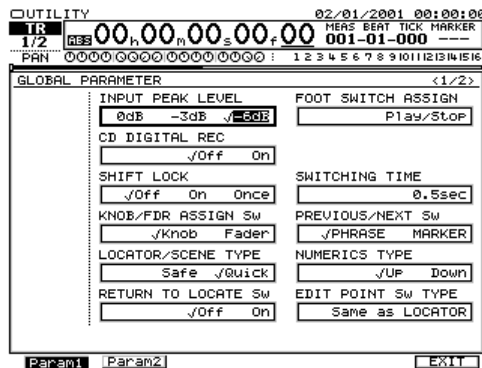 UTILITY 02/01/2001 00:00:00
TR MEAS BEAT TICK MARKER
1/2 ABS 00h00m00s00f00 001-01-000 ---
PAN 1 2 3 4 5 6 7 8 9 10 11 12 13 14 15 16
GLOBAL PARAMETER <1/2>
INPUT PEAK LEVEL FOOT SWITCH ASSIGN
0dB -3dB √-6dB Play/Stop
CD DIGITAL REC
√Off On
SHIFT LOCK SWITCHING TIME
√Off On Once 0.5sec
KNOB/FDR ASSIGN Sw PREVIOUS/NEXT Sw
√Knob Fader √PHRASE MARKER
LOCATOR/SCENE TYPE NUMERICS TYPE
Safe √Quick √Up Down
RETURN TO LOCATE Sw EDIT POINT Sw TYPE
√Off On Same as LOCATOR
Param1 Param2 EXIT